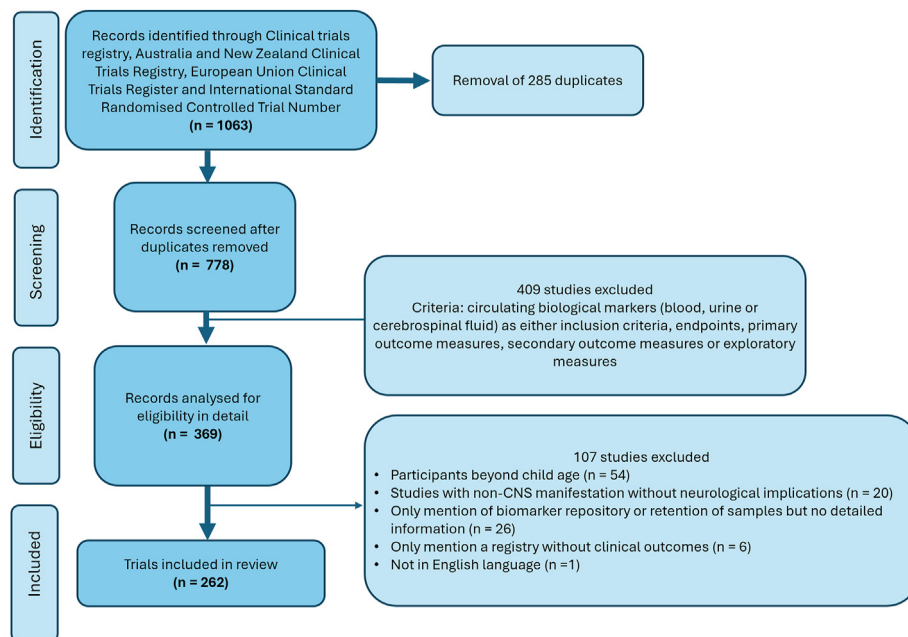 Identification
Records identified through Clinical trials
registry, Australia and New Zealand Clinical
Trials Registry, European Union Clinical
Trials Register and International Standard
Randomised Controlled Trial Number
(n = 1063)
Removal of 285 duplicates
Screening
Records screened after
duplicates removed
(n = 778)
409 studies excluded
Criteria: circulating biological markers (blood, urine or
cerebrospinal fluid) as either inclusion criteria, endpoints, primary
outcome measures, secondary outcome measures or exploratory
measures
Eligibility
Records analysed for
eligibility in detail
(n = 369)
107 studies excluded
• Participants beyond child age (n = 54)
• Studies with non-CNS manifestation without neurological implications (n = 20)
• Only mention of biomarker repository or retention of samples but no detailed
information (n = 26)
• Only mention a registry without clinical outcomes (n = 6)
• Not in English language (n =1)
Included
Trials included in review
(n = 262)